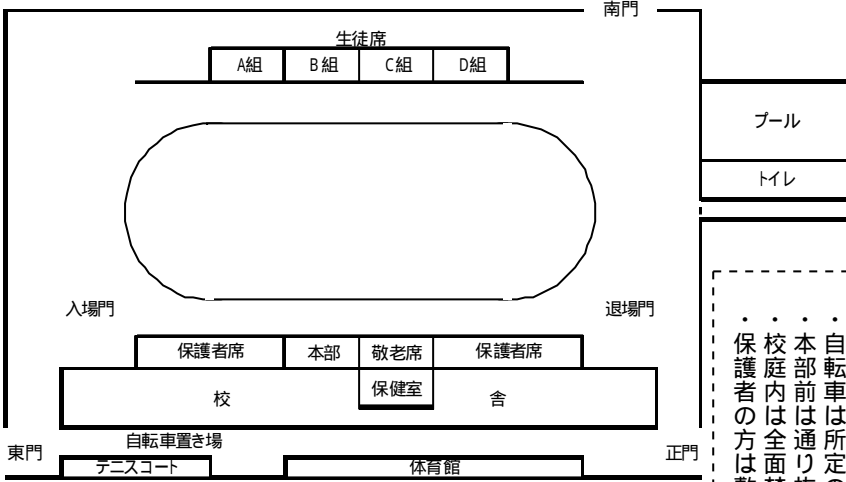 南門
生徒席
A組 B組 C組 D組
プール
トイレ
入場門
退場門
保護者席 本部 敬老席 保護者席
校 保健室 舎
自転車置き場
東門
正門
テニスコート 体育館
・自転車は所定の
・本部前は通り
・校庭内は全面
・保護者の方は